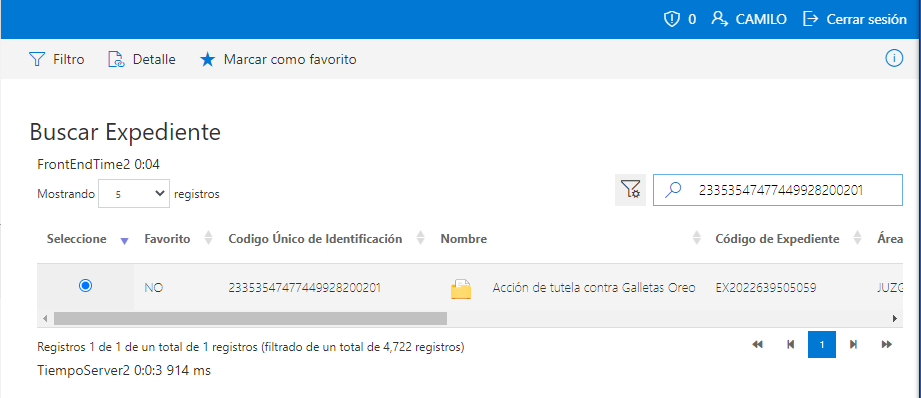 0 CAMILO Cerrar sesión
Filtro Detalle Marcar como favorito
Buscar Expediente
FrontEndTime2 0:04
Mostrando 5 registros
23353547477449928200201
Seleccione Favorito Codigo Único de Identificación Nombre Código de Expediente Área
NO 23353547477449928200201 Acción de tutela contra Galletas Oreo EX2022639505059 JUZG
Registros 1 de 1 de un total de 1 registros (filtrado de un total de 4,722 registros)
1
TiempoServer2 0:0:3 914 ms